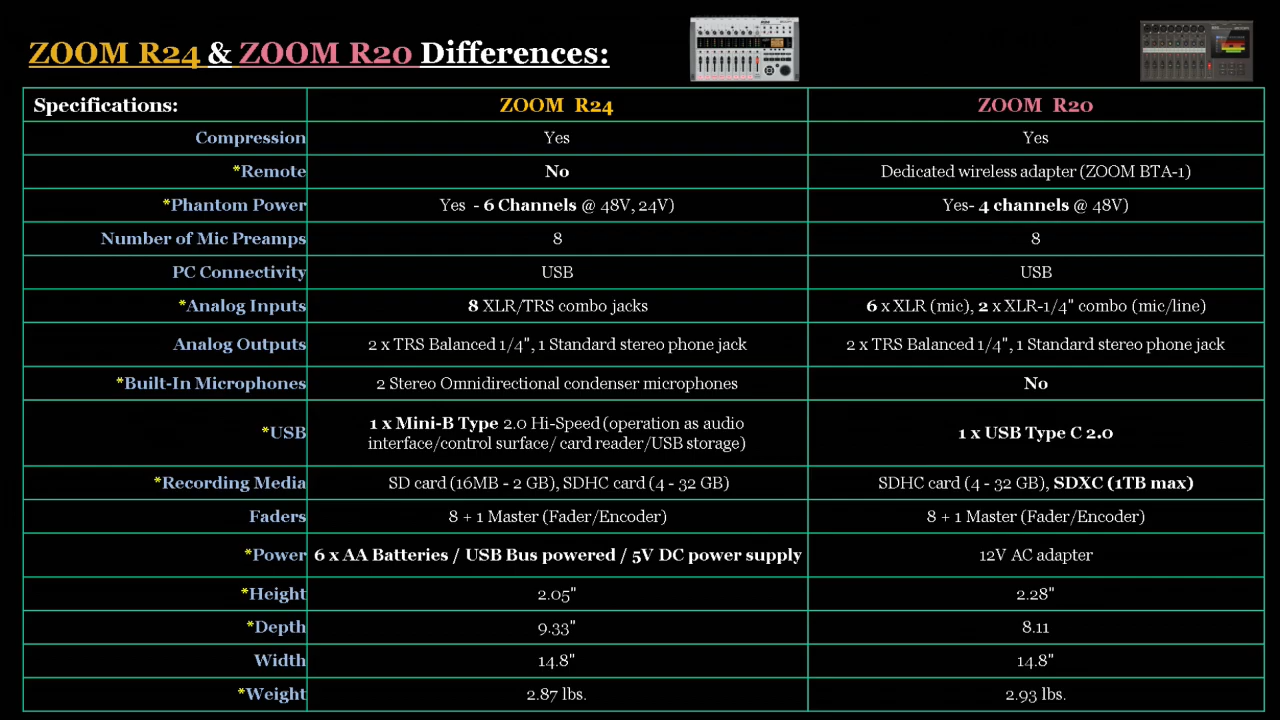 ZOOM R24 & ZOOM R20 Differences:
Specifications: ZOOM R24 ZOOM R20
Compression Yes Yes
*Remote No Dedicated wireless adapter (ZOOM BTA-1)
*Phantom Power Yes - 6 Channels @ 48V, 24V) Yes- 4 channels @ 48V)
Number of Mic Preamps 8 8
PC Connectivity USB USB
*Analog Inputs 8 XLR/TRS combo jacks 6 x XLR (mic), 2 x XLR-1/4" combo (mic/line)
Analog Outputs 2 x TRS Balanced 1/4", 1 Standard stereo phone jack 2 x TRS Balanced 1/4", 1 Standard stereo phone jack
*Built-In Microphones 2 Stereo Omnidirectional condenser microphones No
*USB 1 x Mini-B Type 2.0 Hi-Speed (operation as audio
interface/control surface/ card reader/USB storage) 1 x USB Type C 2.0
*Recording Media SD card (16MB - 2 GB), SDHC card (4 - 32 GB) SDHC card (4 - 32 GB), SDXC (1TB max)
Faders 8 + 1 Master (Fader/Encoder) 8 + 1 Master (Fader/Encoder)
*Power 6 x AA Batteries / USB Bus powered / 5V DC power supply 12V AC adapter
*Height 2.05" 2.28"
*Depth 9.33" 8.11
Width 14.8" 14.8"
*Weight 2.87 lbs. 2.93 lbs.